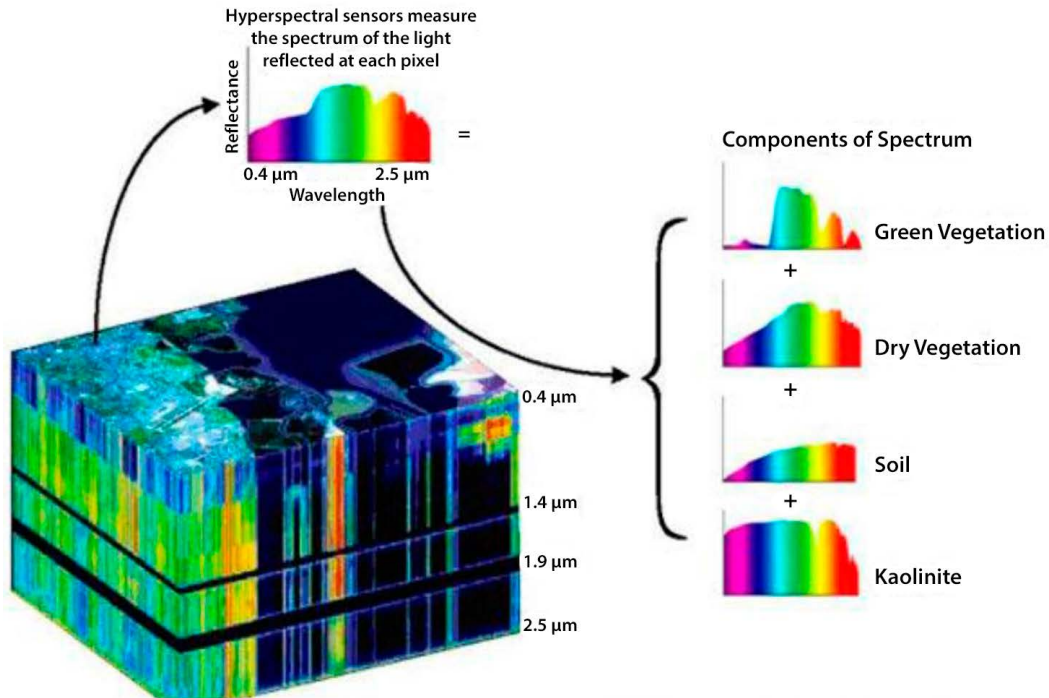 Hyperspectral sensors measure
the spectrum of the light
reflected at each pixel
Reflectance
=
0.4 µm
2.5 µm
Wavelength
Components of Spectrum
Green Vegetation
+
Dry Vegetation
+
Soil
+
Kaolinite
0.4 µm
1.4 µm
1.9 µm
2.5 µm